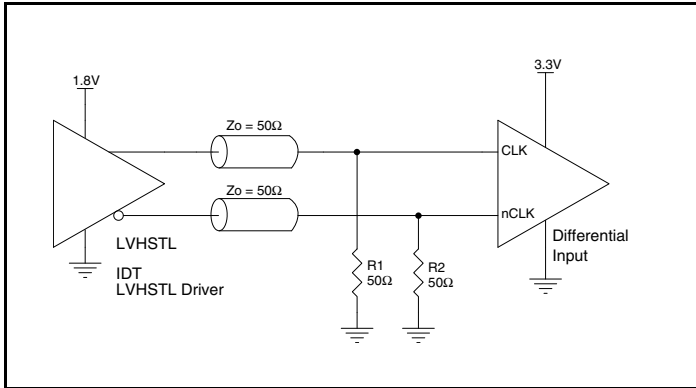 1.8V
3.3V
Zo = 50Ω
CLK
Zo = 50Ω
nCLK
LVHSTL
IDT
LVHSTL Driver
R1
50Ω
R2
50Ω
Differential
Input